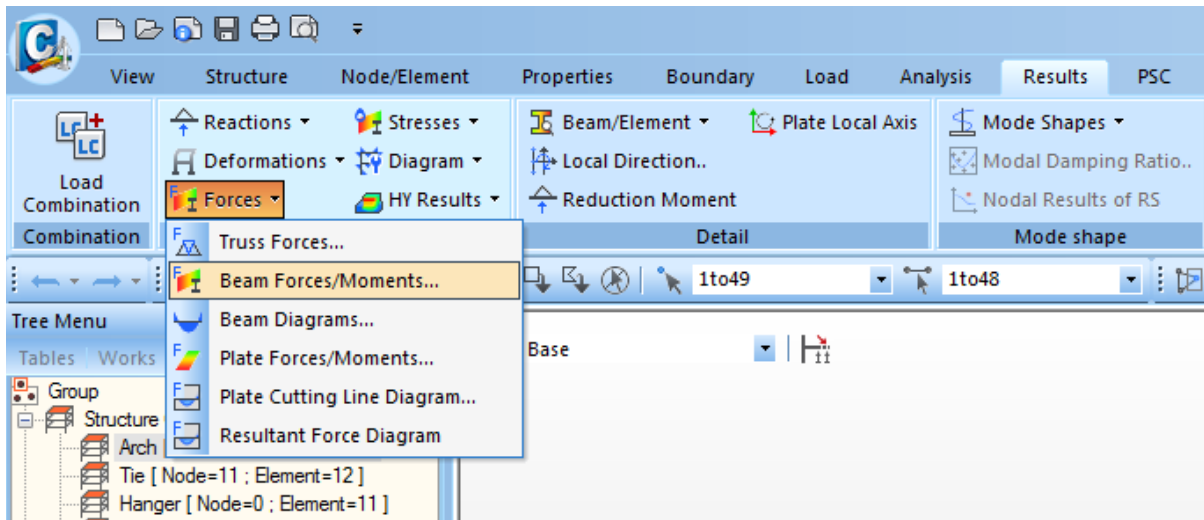 View Structure Node/Element Properties Boundary Load Analysis Results PSC
Load
Combination
Combination
Reactions
Deformations
Forces
Stresses
Diagram
HY Results
Beam/Element
Local Direction..
Reduction Moment
Plate Local Axis
Detail
Mode Shapes
Modal Damping Ratio..
Nodal Results of RS
Mode shape
Truss Forces...
Beam Forces/Moments...
Beam Diagrams...
Plate Forces/Moments...
Plate Cutting Line Diagram...
Resultant Force Diagram
1to49
1to48
Tree Menu
Tables Works
Base
Group
Structure
Arch
Tie [ Node=11 ; Element=12 ]
Hanger [ Node=0 ; Element=11 ]